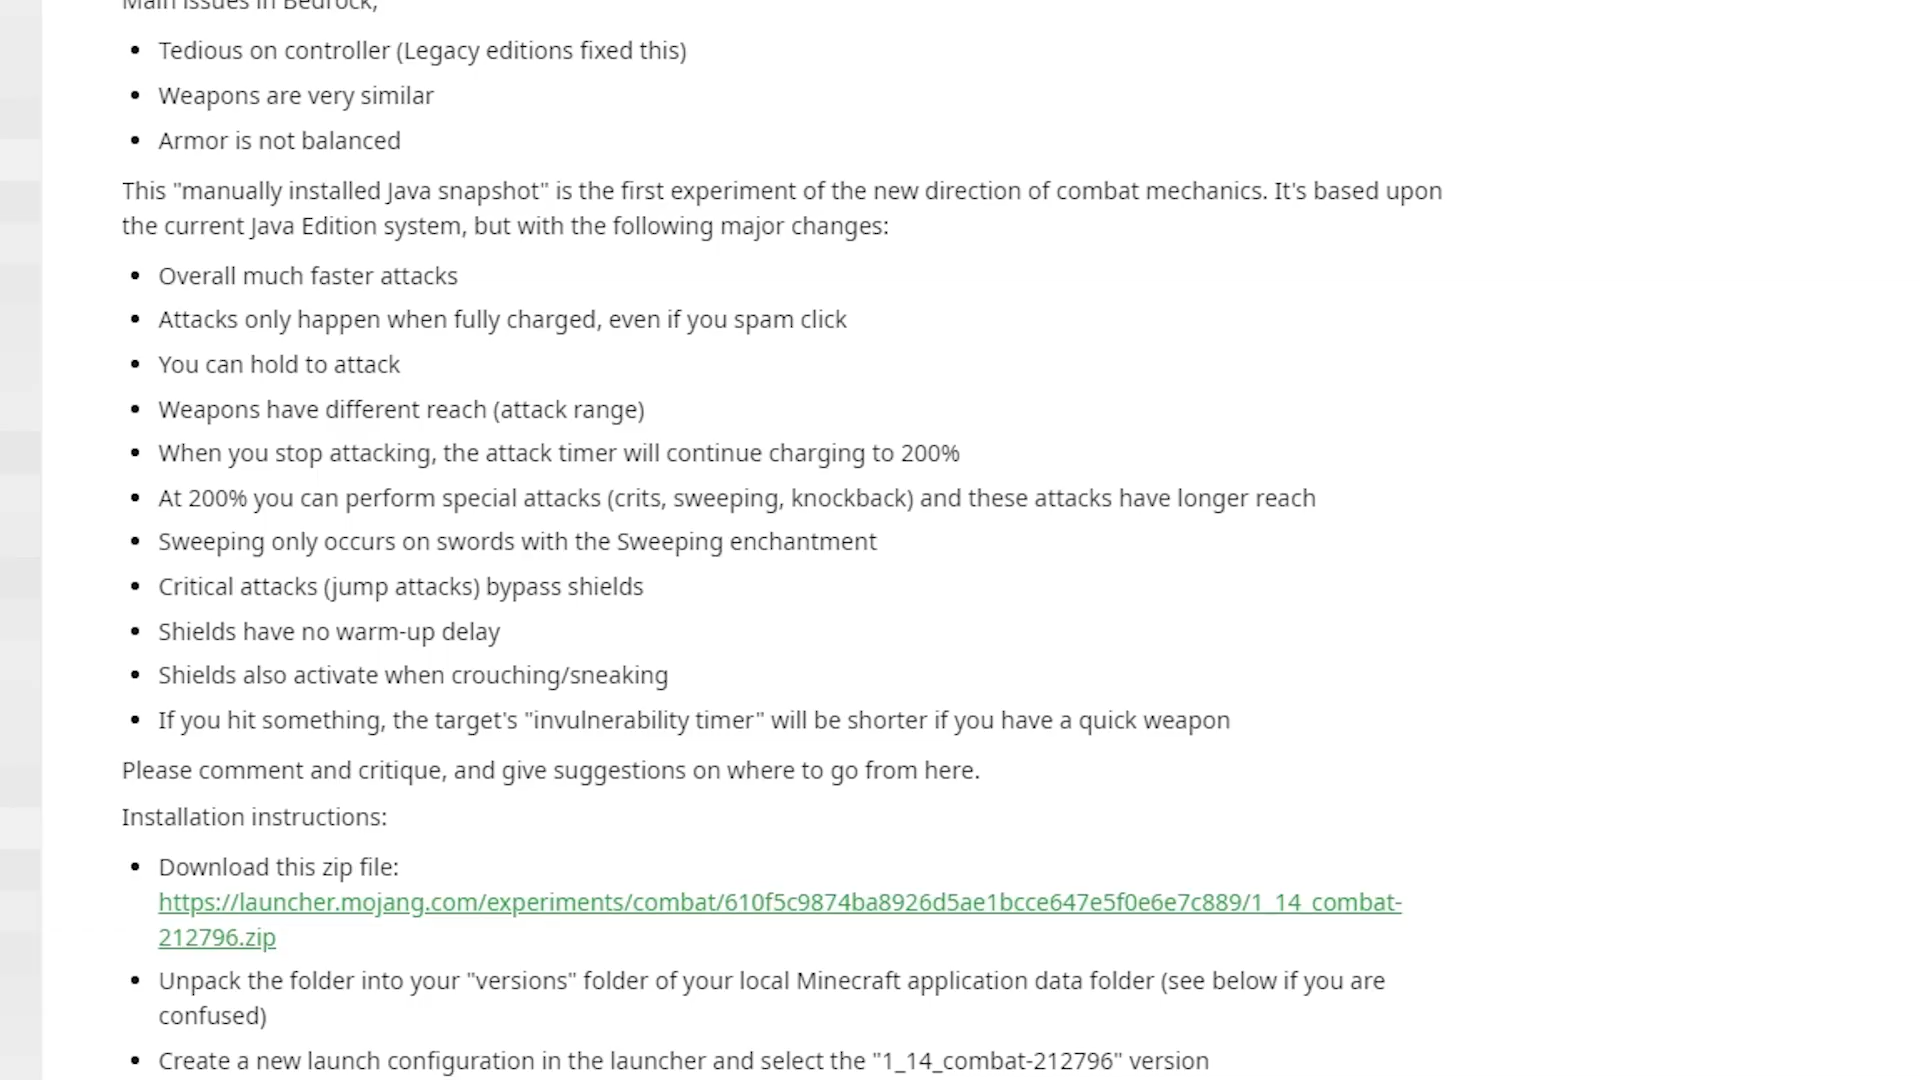 Main issues in Bedrock,
• Tedious on controller (Legacy editions fixed this)
• Weapons are very similar
• Armor is not balanced
This "manually installed Java snapshot" is the first experiment of the new direction of combat mechanics. It's based upon
the current Java Edition system, but with the following major changes:
• Overall much faster attacks
• Attacks only happen when fully charged, even if you spam click
• You can hold to attack
• Weapons have different reach (attack range)
• When you stop attacking, the attack timer will continue charging to 200%
• At 200% you can perform special attacks (crits, sweeping, knockback) and these attacks have longer reach
• Sweeping only occurs on swords with the Sweeping enchantment
• Critical attacks (jump attacks) bypass shields
• Shields have no warm-up delay
• Shields also activate when crouching/sneaking
• If you hit something, the target's "invulnerability timer" will be shorter if you have a quick weapon
Please comment and critique, and give suggestions on where to go from here.
Installation instructions:
• Download this zip file:
https://launcher.mojang.com/experiments/combat/610f5c9874ba8926d5ae1bcce647e5f0e6e7c889/1_14_combat-
212796.zip
• Unpack the folder into your "versions" folder of your local Minecraft application data folder (see below if you are
confused)
• Create a new launch configuration in the launcher and select the "1_14_combat-212796" version